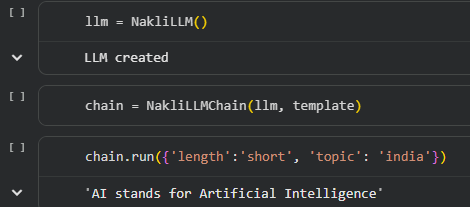 [ ]
llm = NakliLLM()
LLM created
[ ]
chain = NakliLLMChain(llm, template)
[ ]
chain.run({'length':'short', 'topic': 'india'})
'AI stands for Artificial Intelligence'